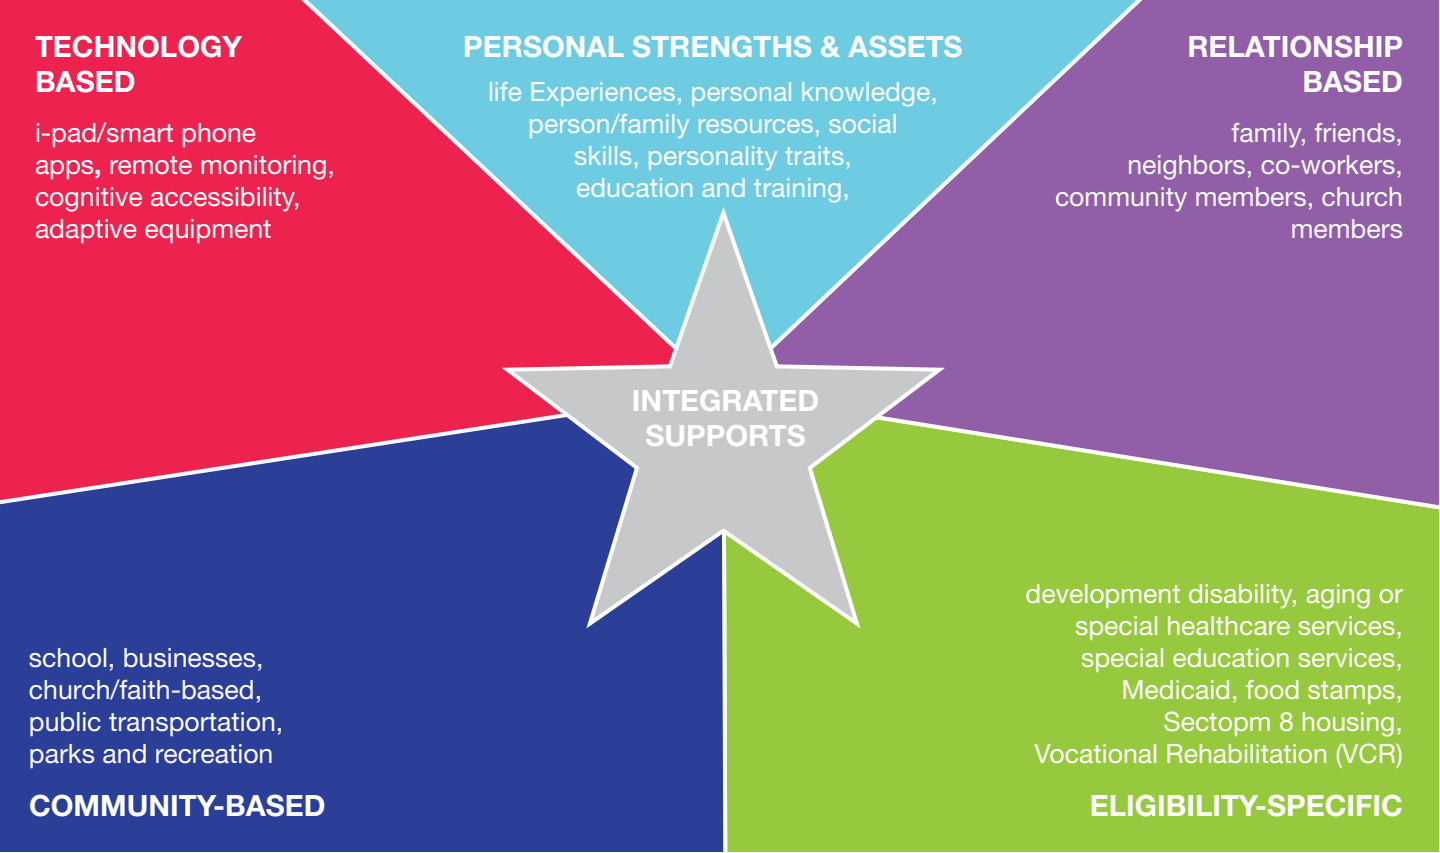 TECHNOLOGY
BASED
i-pad/smart phone
apps, remote monitoring,
cognitive accessibility,
adaptive equipment
PERSONAL STRENGTHS & ASSETS
life Experiences, personal knowledge,
person/family resources, social
skills, personality traits,
education and training,
RELATIONSHIP
BASED
family, friends,
neighbors, co-workers,
community members, church
members
INTEGRATED
SUPPORTS
school, businesses,
church/faith-based,
public transportation,
parks and recreation
COMMUNITY-BASED
development disability, aging or
special healthcare services,
special education services,
Medicaid, food stamps,
Sectopm 8 housing,
Vocational Rehabilitation (VCR)
ELIGIBILITY-SPECIFIC